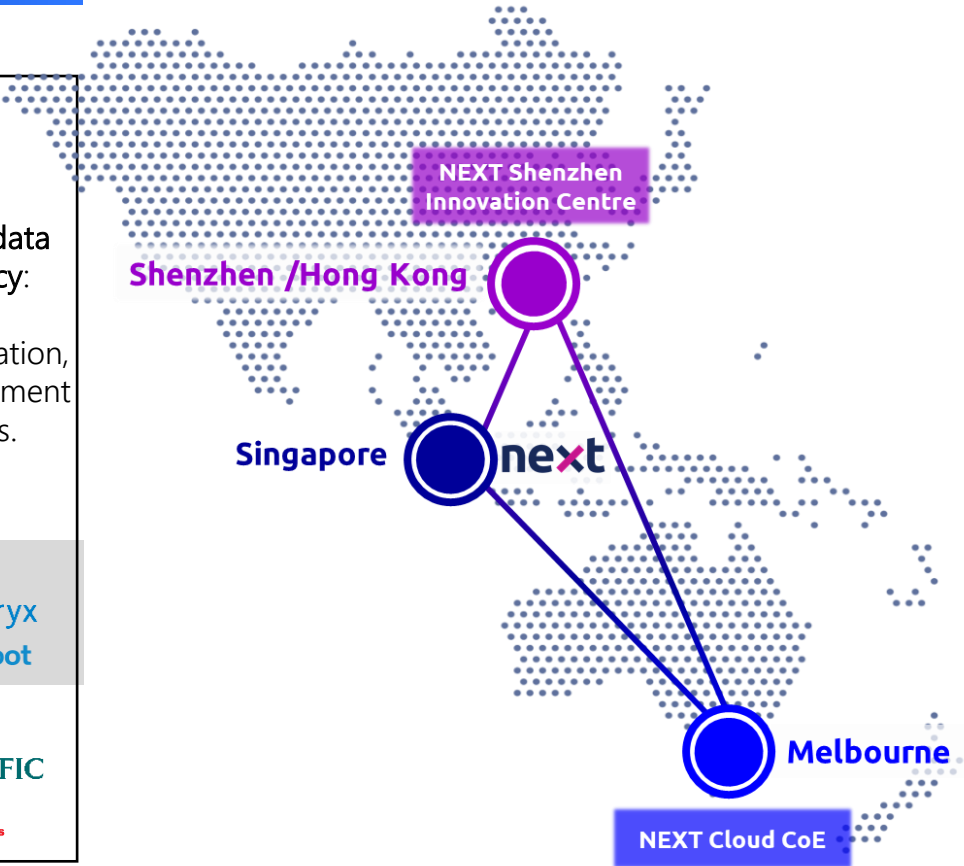 data
cy:
ation,
ment
s.
ryx
oot
FIC
s
NEXT Shenzhen
Innovation Centre
Shenzhen /Hong Kong
Singapore
next
Melbourne
NEXT Cloud CoE